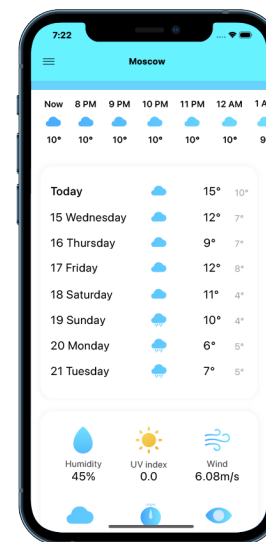 7:22
Moscow
Now 8 PM 9 PM 10 PM 11 PM 12 AM 1 A
10° 10° 10° 10° 10° 10° 9
Today 15° 10°
15 Wednesday 12° 7°
16 Thursday 9° 7°
17 Friday 12° 8°
18 Saturday 11° 4°
19 Sunday 10° 4°
20 Monday 6° 5°
21 Tuesday 7° 5°
Humidity UV index Wind
45% 0.0 6.08m/s